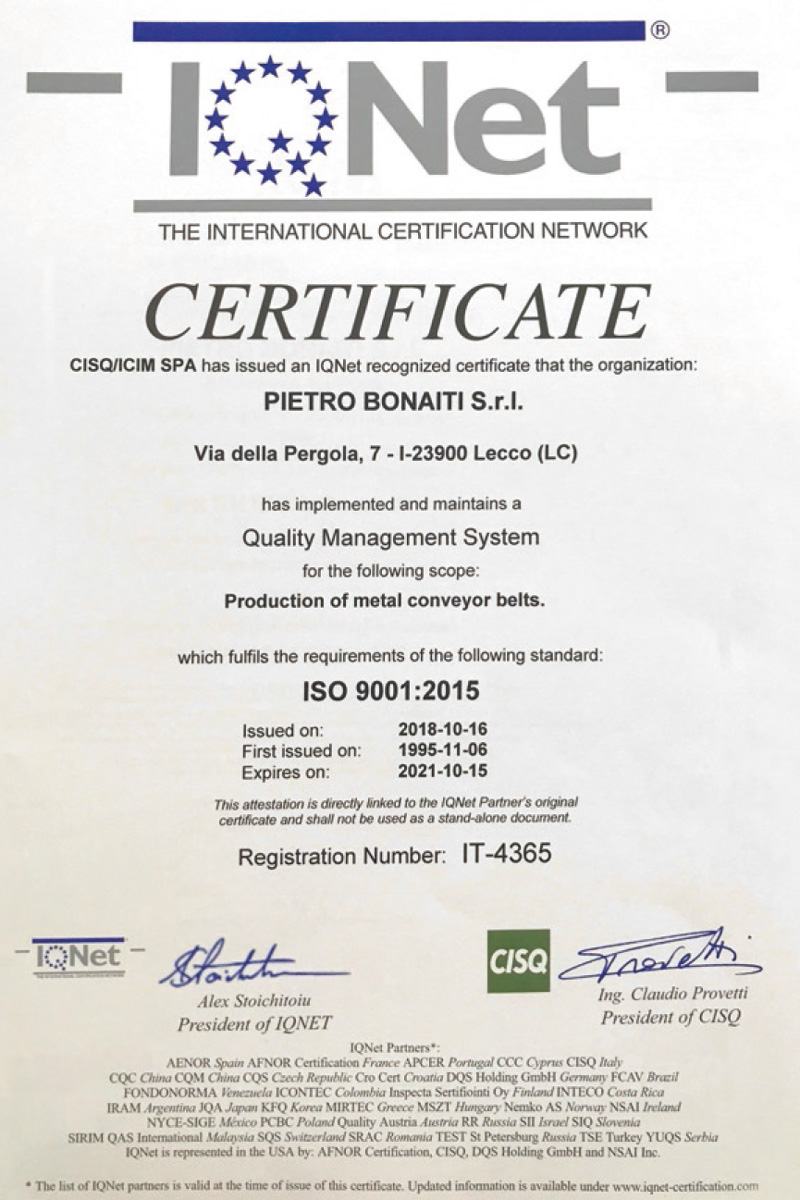 IQNet ®
THE INTERNATIONAL CERTIFICATION NETWORK
CERTIFICATE
CISQ/ICIM SPA has issued an IQNet recognized certificate that the organization:
PIETRO BONAITI S.r.l.
Via della Pergola, 7 - I-23900 Lecco (LC)
has implemented and maintains a
Quality Management System
for the following scope:
Production of metal conveyor belts.
which fulfils the requirements of the following standard:
ISO 9001:2015
Issued on: 2018-10-16
First issued on: 1995-11-06
Expires on: 2021-10-15
This attestation is directly linked to the IQNet Partner's original
certificate and shall not be used as a stand-alone document.
Registration Number: IT-4365
IQNet
CISQ
Provetti
Alex Stoichitoiu
President of IQNET
Ing. Claudio Provetti
President of CISQ
IQNet Partners*:
AENOR Spain AFNOR Certification France APCER Portugal CCC Cyprus CISQ Italy
CQC China CQM China CQS Czech Republic Cro Cert Croatia DQS Holding GmbH Germany FCAV Brazil
FONDONORMA Venezuela ICONTEC Colombia Inspecta Sertifiointi Oy Finland INTECO Costa Rica
IRAM Argentina JQA Japan KFQ Korea MIRTEC Greece MSZT Hungary Nemko AS Norway NSAI Ireland
NYCE-SIGE México PCBC Poland Quality Austria Austria RR Russia SII Israel SIQ Slovenia
SIRIM QAS International Malaysia SQS Switzerland SRAC Romania TEST St Petersburg Russia TSE Turkey YUQS Serbia
IQNet is represented in the USA by: AFNOR Certification, CISQ, DQS Holding GmbH and NSAI Inc.
* The list of IQNet partners is valid at the time of issue of this certificate. Updated information is available under www.iqnet-certification.com